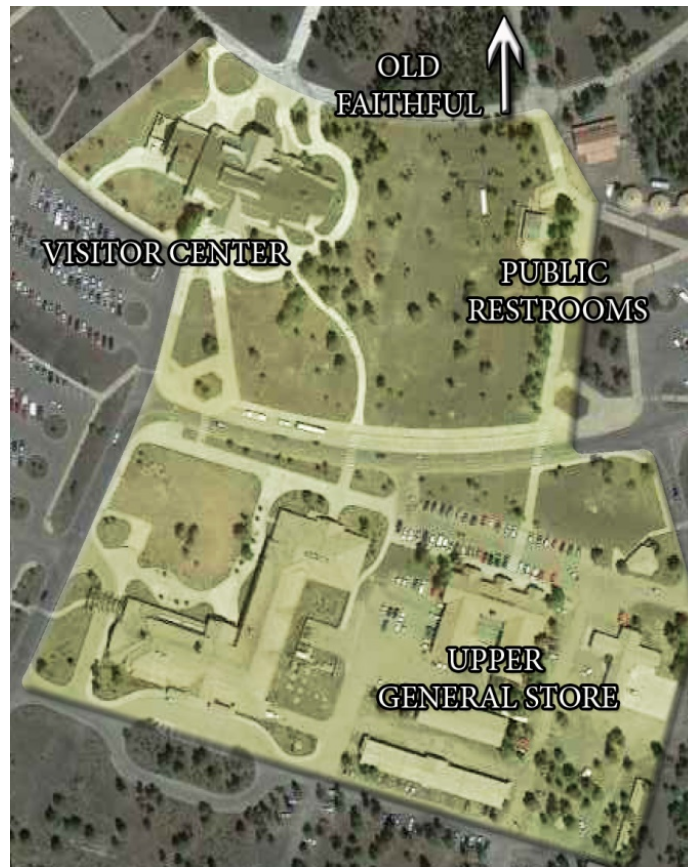 OLD
FAITHFUL
VISITOR CENTER
PUBLIC
RESTROOMS
UPPER
GENERAL STORE